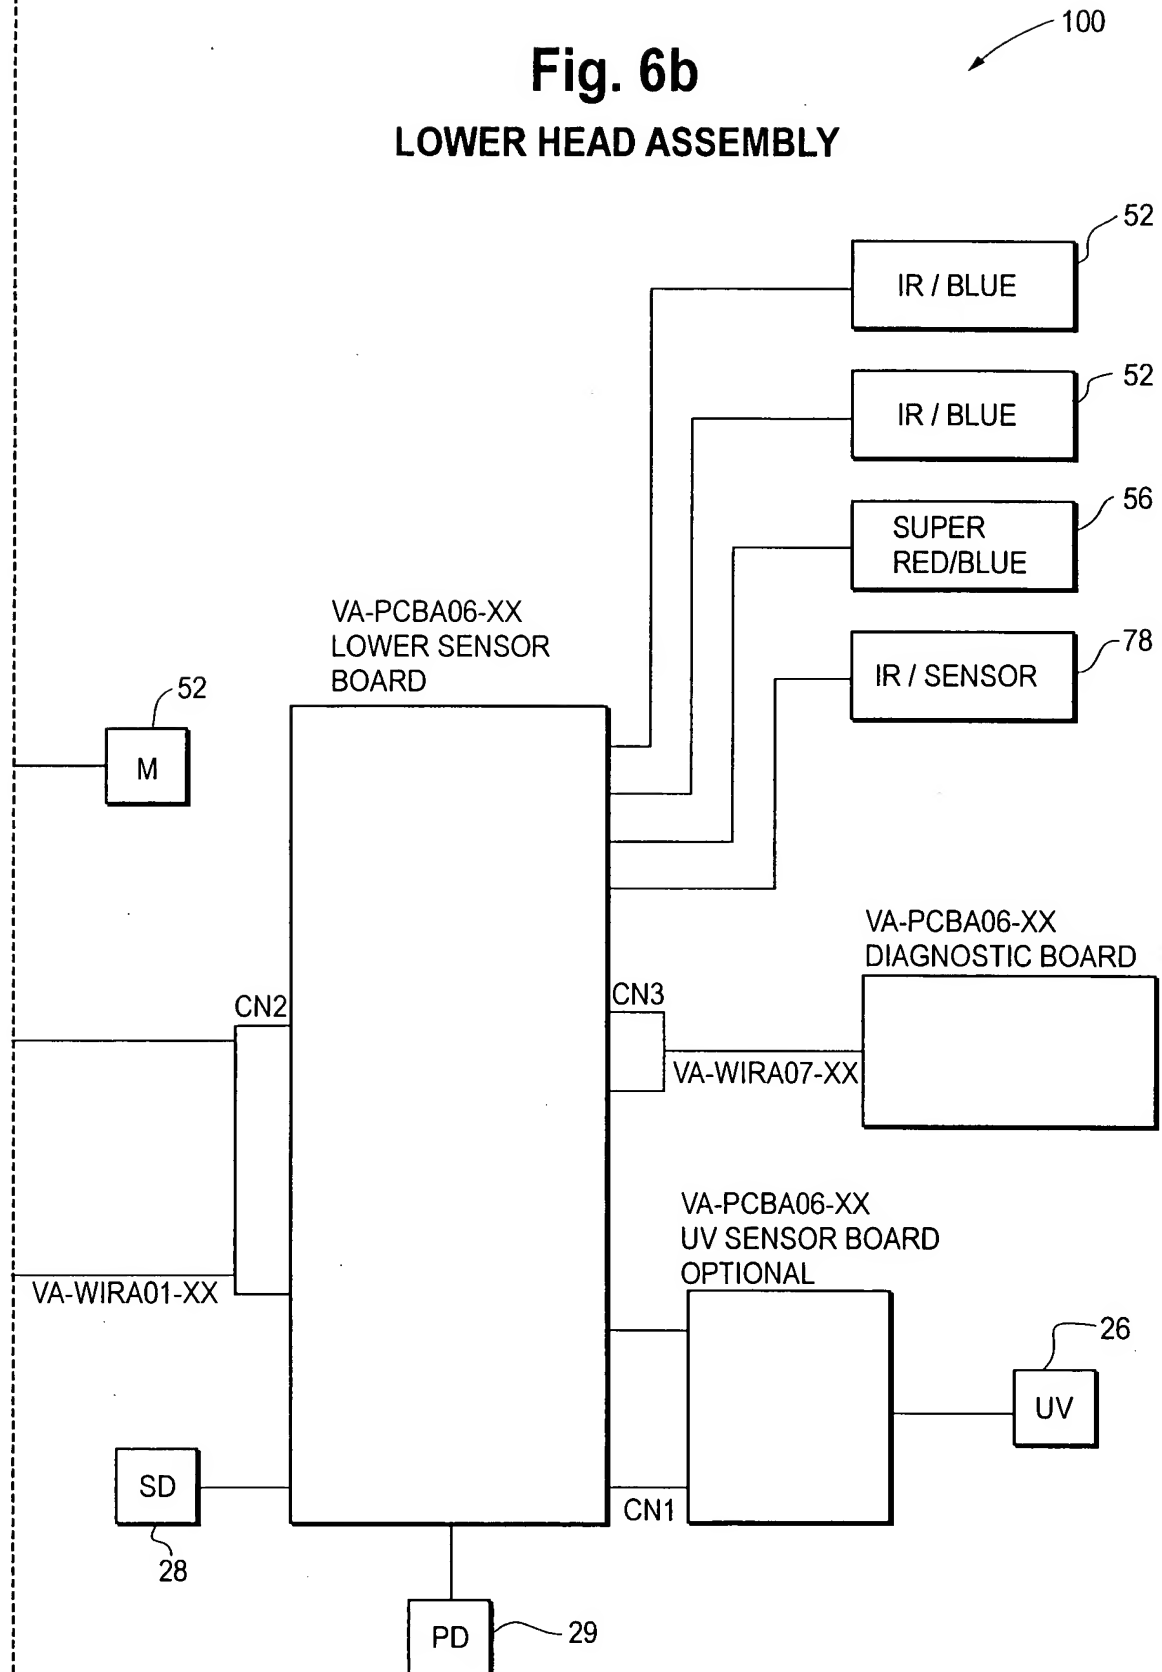 100
Fig. 6b
LOWER HEAD ASSEMBLY
52
IR / BLUE
52
IR / BLUE
56
SUPER
RED/BLUE
78
IR / SENSOR
VA-PCBA06-XX
LOWER SENSOR
BOARD
52
M
VA-PCBA06-XX
DIAGNOSTIC BOARD
CN2
CN3
VA-WIRA07-XX
VA-PCBA06-XX
UV SENSOR BOARD
OPTIONAL
VA-WIRA01-XX
26
UV
SD
28
CN1
PD
29